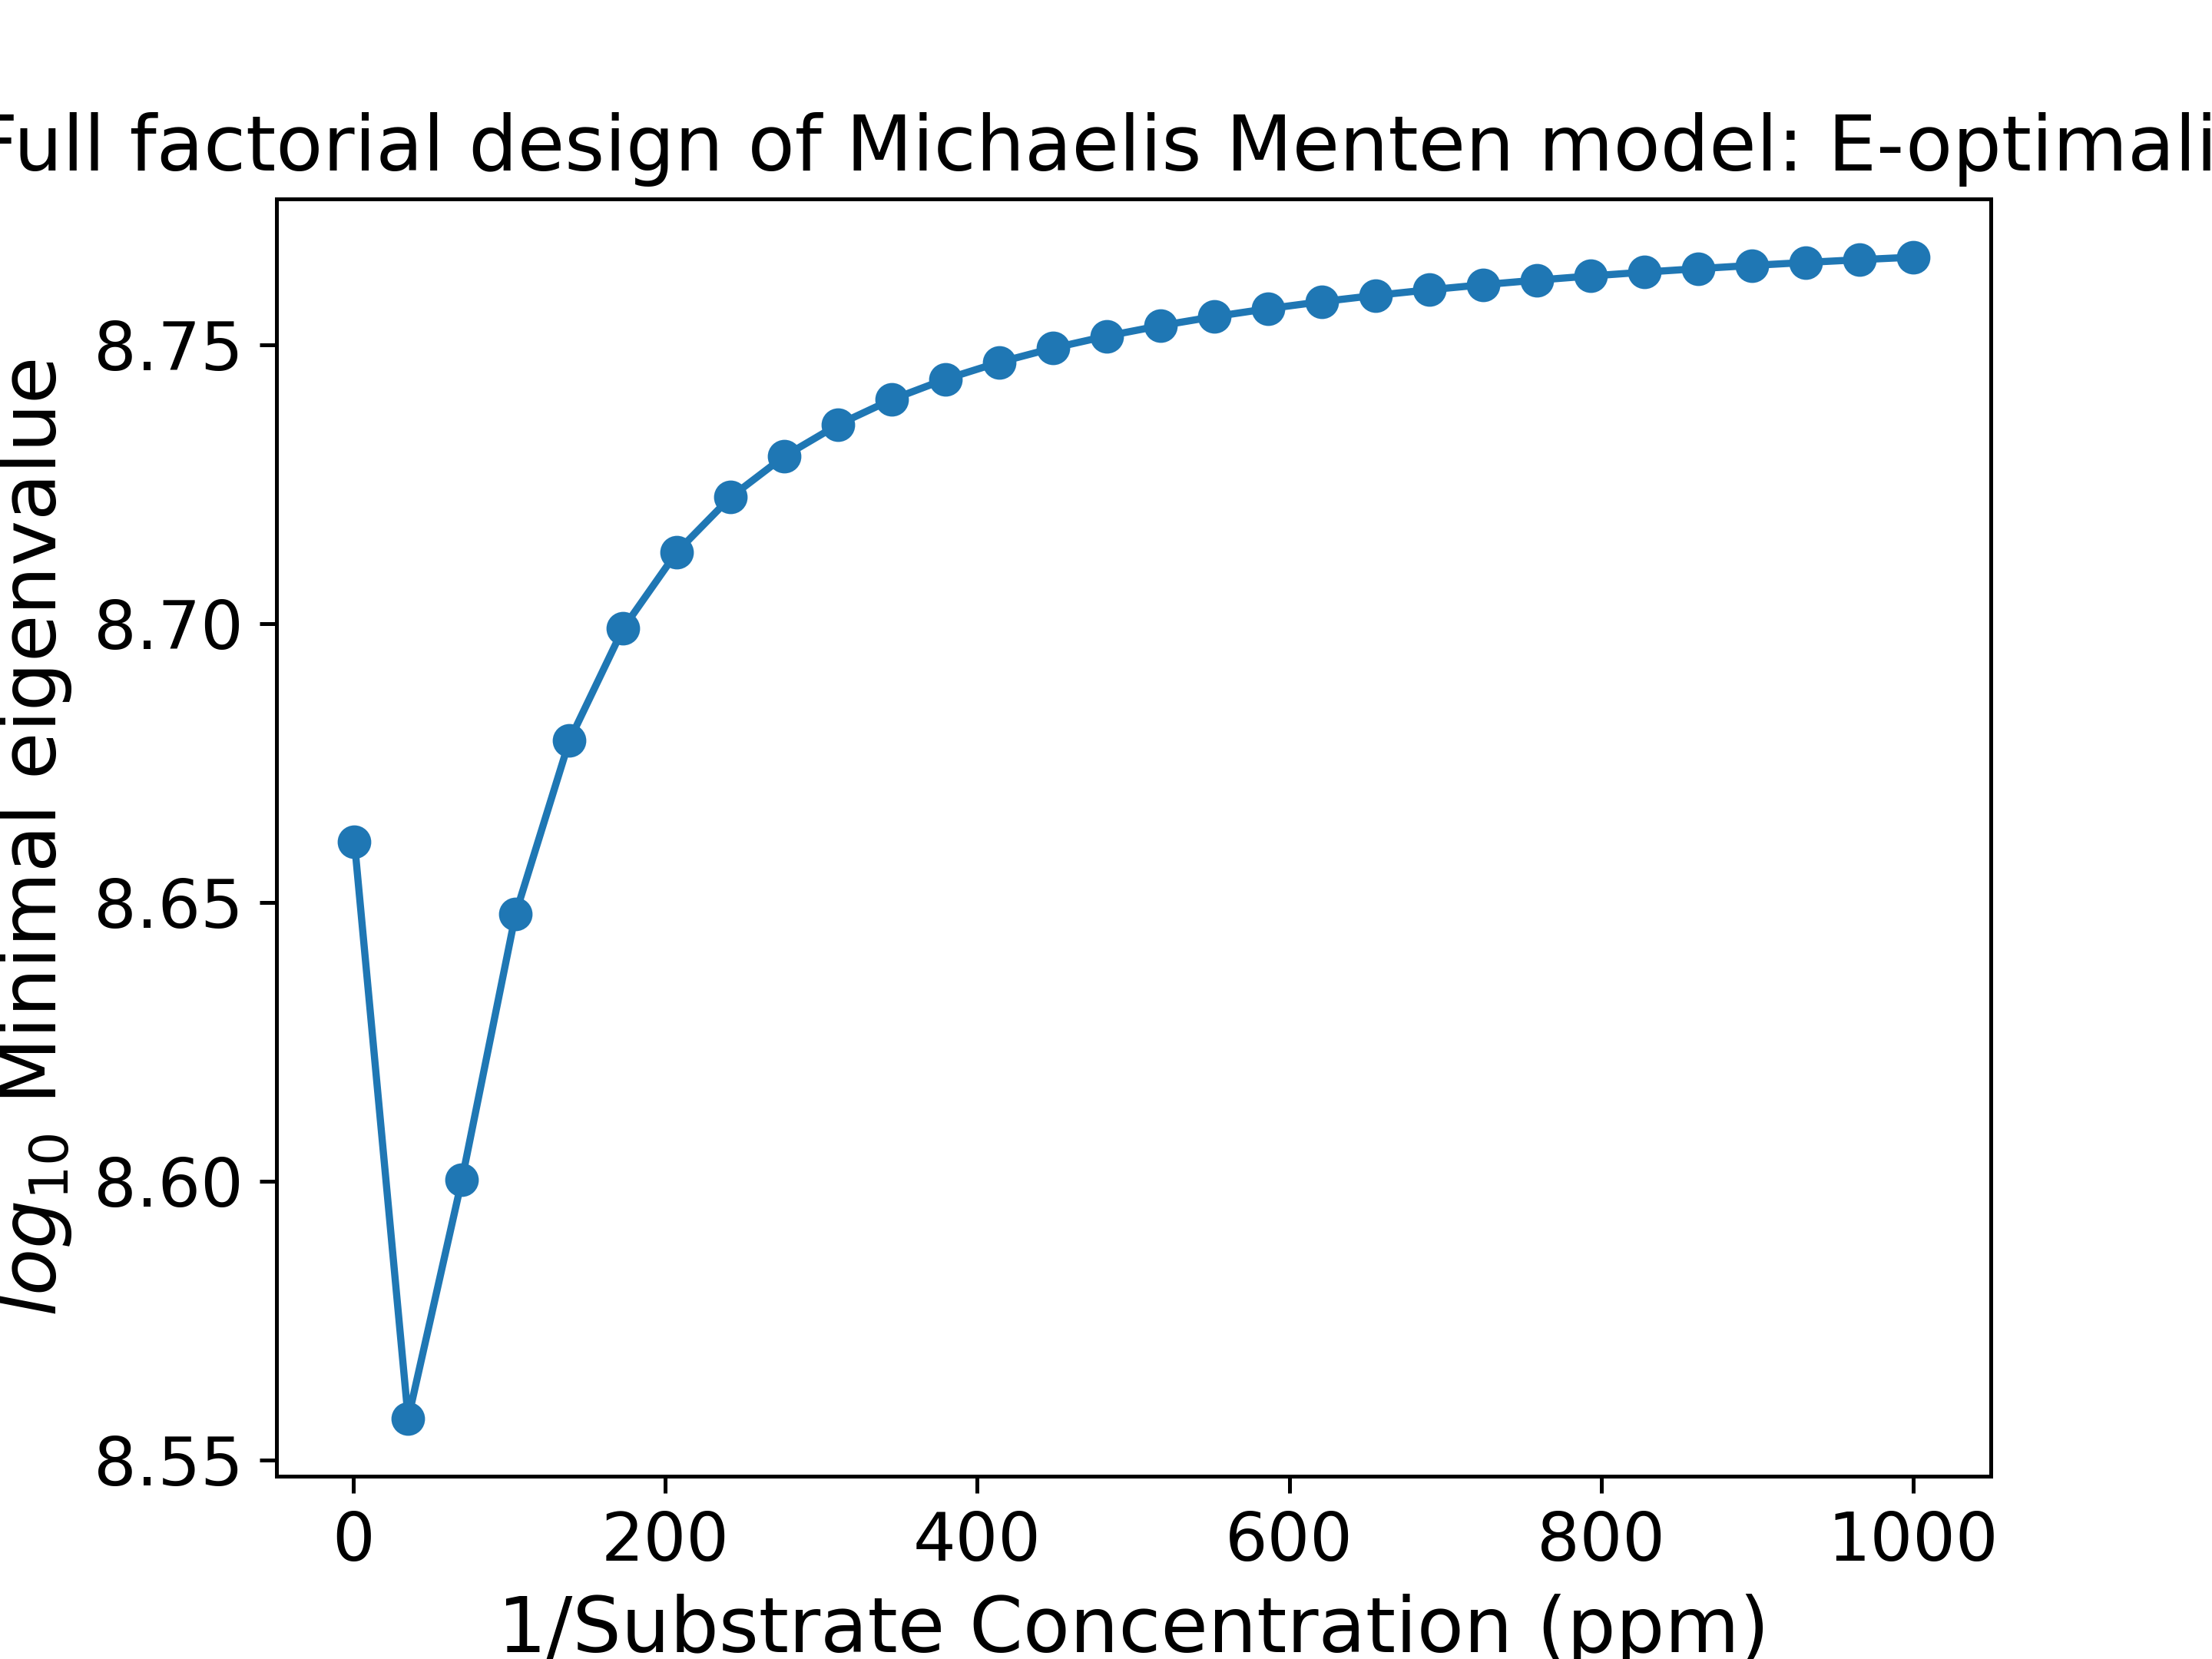 Full factorial design of Michaelis Menten model: E-optimali
log10 Minimal eigenvalue
8.75
8.70
8.65
8.60
8.55
0 200 400 600 800 1000
1/Substrate Concentration (ppm)